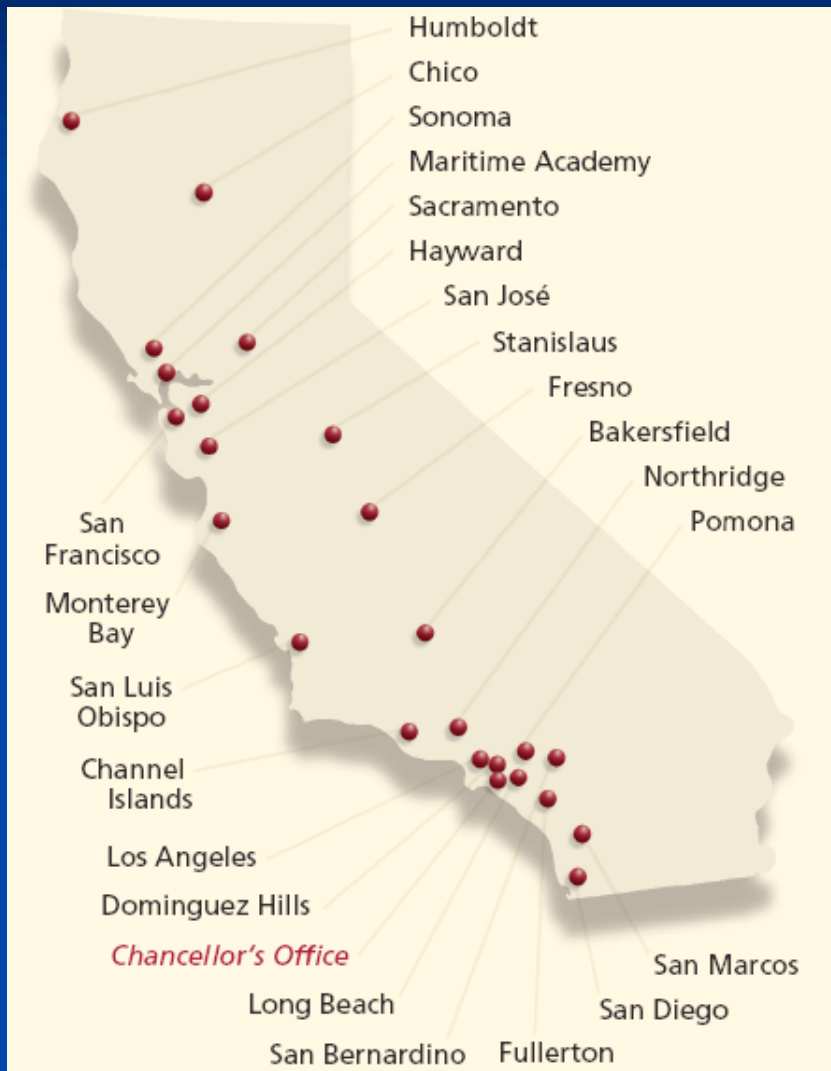 Humboldt
Chico
Sonoma
Maritime Academy
Sacramento
Hayward
San José
Stanislaus
Fresno
Bakersfield
Northridge
Pomona
San
Francisco
Monterey
Bay
San Luis
Obispo
Channel
Islands
Los Angeles
Dominguez Hills
Chancellor's Office
Long Beach
San Bernardino
Fullerton
San Diego
San Marcos